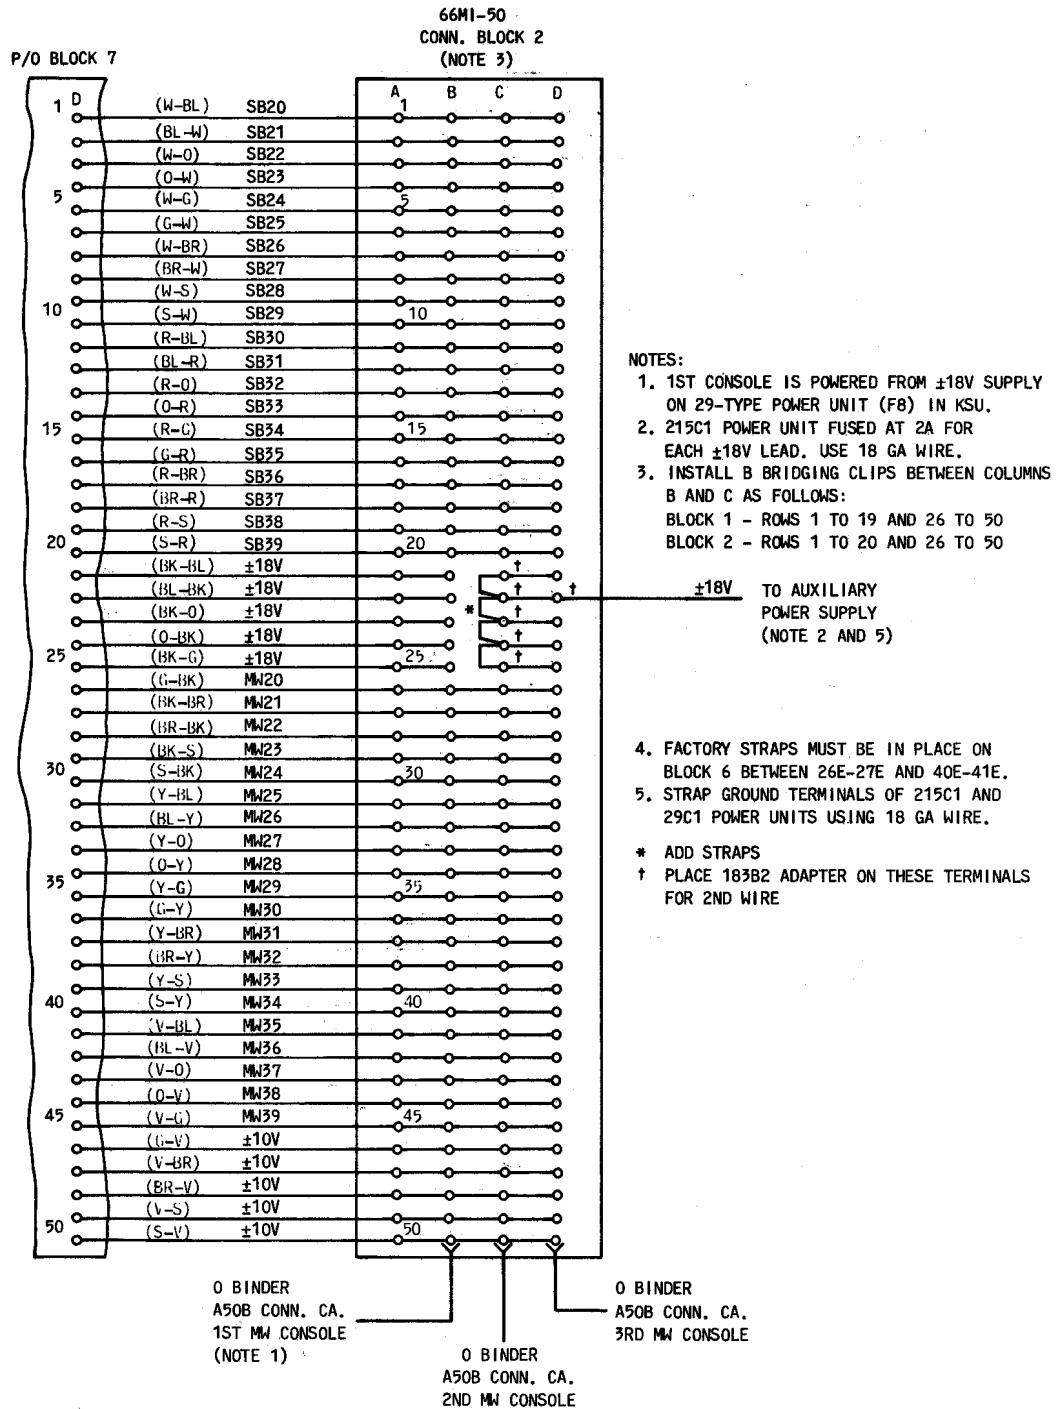 66MI-50
CONN. BLOCK 2
(NOTE 3)
P/O BLOCK 7
D
A B C D
1 (W-BL) SB20 1
(BL-W) SB21
(W-O) SB22
(O-W) SB23
5 (W-G) SB24 5
(G-W) SB25
(W-BR) SB26
(BR-W) SB27
(W-S) SB28
10 (S-W) SB29 10
(R-BL) SB30
(BL-R) SB31
(R-O) SB32
(O-R) SB33
15 (R-G) SB34 15
(G-R) SB35
(R-BR) SB36
(BR-R) SB37
(R-S) SB38
20 (S-R) SB39 20
(BK-BL) ±18V †
(BL-BK) ±18V † †
(BK-O) ±18V * †
(O-BK) ±18V †
25 (BK-G) ±18V 25 †
(G-BK) MW20
(BK-BR) MW21
(BR-BK) MW22
(BK-S) MW23
30 (S-BK) MW24 30
(Y-BL) MW25
(BL-Y) MW26
(Y-O) MW27
(O-Y) MW28
35 (Y-G) MW29 35
(G-Y) MW30
(Y-BR) MW31
(BR-Y) MW32
(Y-S) MW33
40 (S-Y) MW34 40
(V-BL) MW35
(BL-V) MW36
(V-O) MW37
(O-V) MW38
45 (V-G) MW39 45
(G-V) ±10V
(V-BR) ±10V
(BR-V) ±10V
(V-S) ±10V
50 (S-V) ±10V 50
O BINDER
A50B CONN. CA.
1ST MW CONSOLE
(NOTE 1)
O BINDER
A50B CONN. CA.
2ND MW CONSOLE
O BINDER
A50B CONN. CA.
3RD MW CONSOLE
NOTES:
1. 1ST CONSOLE IS POWERED FROM ±18V SUPPLY
ON 29-TYPE POWER UNIT (F8) IN KSU.
2. 215C1 POWER UNIT FUSED AT 2A FOR
EACH ±18V LEAD. USE 18 GA WIRE.
3. INSTALL B BRIDGING CLIPS BETWEEN COLUMNS
B AND C AS FOLLOWS:
BLOCK 1 - ROWS 1 TO 19 AND 26 TO 50
BLOCK 2 - ROWS 1 TO 20 AND 26 TO 50
±18V TO AUXILIARY
POWER SUPPLY
(NOTE 2 AND 5)
4. FACTORY STRAPS MUST BE IN PLACE ON
BLOCK 6 BETWEEN 26E-27E AND 40E-41E.
5. STRAP GROUND TERMINALS OF 215C1 AND
29C1 POWER UNITS USING 18 GA WIRE.
* ADD STRAPS
† PLACE 183B2 ADAPTER ON THESE TERMINALS
FOR 2ND WIRE